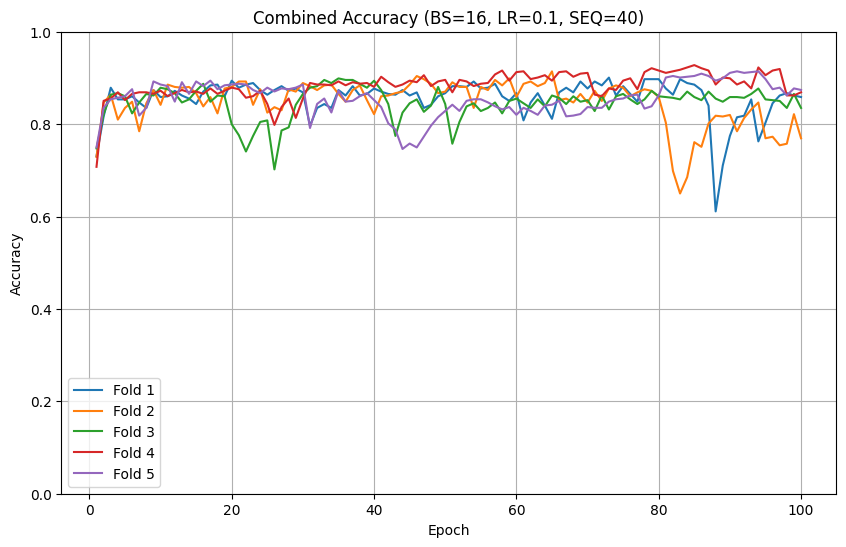 Combined Accuracy (BS=16, LR=0.1, SEQ=40)
1.0
0.8
0.6
0.4
0.2
0.0
Accuracy
Fold 1
Fold 2
Fold 3
Fold 4
Fold 5
0 20 40 60 80 100
Epoch